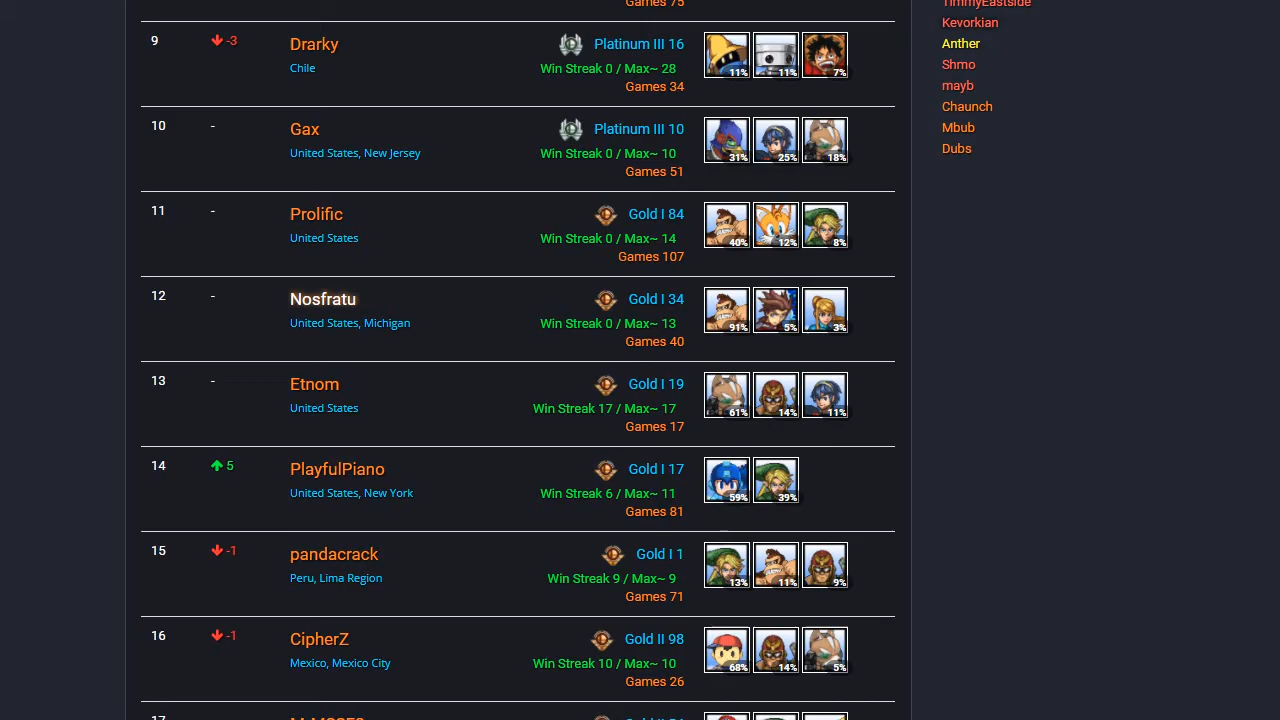 Games 75
TimmyEastside
Kevorkian
Anther
Shmo
mayb
Chaunch
Mbub
Dubs
9 -3 Drarky Platinum III 16
Chile Win Streak 0 / Max~ 28
Games 34
11% 11% 7%
10 - Gax Platinum III 10
United States, New Jersey Win Streak 0 / Max~ 10
Games 51
31% 25% 18%
11 - Prolific Gold I 84
United States Win Streak 0 / Max~ 14
Games 107
40% 12% 8%
12 - Nosfratu Gold I 34
United States, Michigan Win Streak 0 / Max~ 13
Games 40
91% 5% 3%
13 - Etnom Gold I 19
United States Win Streak 17 / Max~ 17
Games 17
61% 14% 11%
14 5 PlayfulPiano Gold I 17
United States, New York Win Streak 6 / Max~ 11
Games 81
59% 39%
15 -1 pandacrack Gold I 1
Peru, Lima Region Win Streak 9 / Max~ 9
Games 71
13% 11% 9%
16 -1 CipherZ Gold II 98
Mexico, Mexico City Win Streak 10 / Max~ 10
Games 26
68% 14% 5%
17